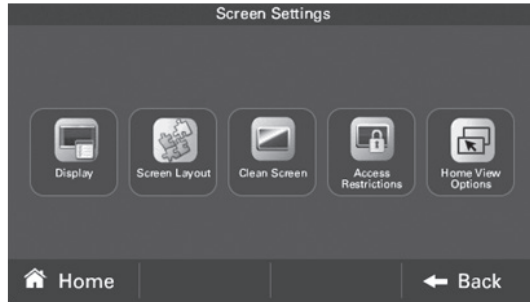 Screen Settings
Display
Screen Layout
Clean Screen
Access
Restrictions
Home View
Options
Home
Back